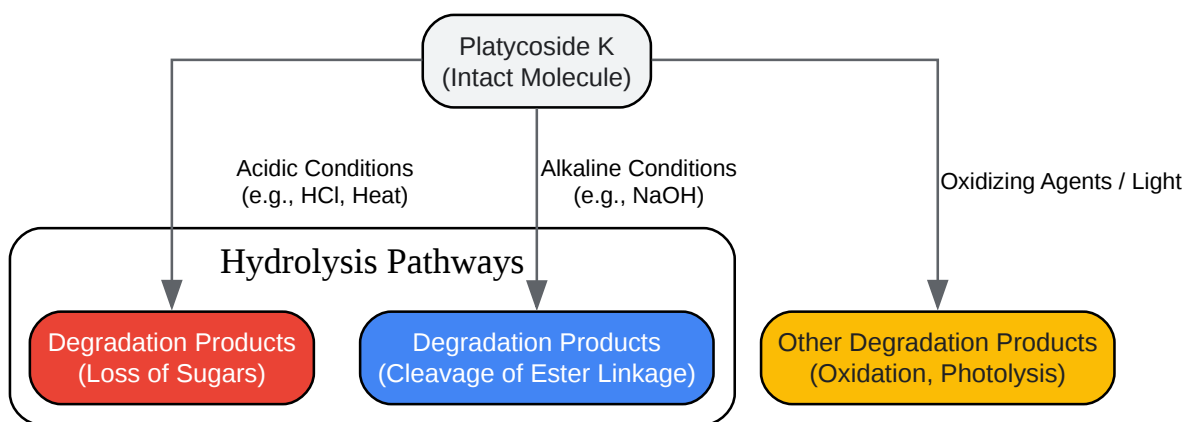 Platycoside K
(Intact Molecule)
Acidic Conditions
(e.g., HCl, Heat)
Alkaline Conditions
(e.g., NaOH)
Oxidizing Agents / Light
Hydrolysis Pathways
Degradation Products
(Loss of Sugars)
Degradation Products
(Cleavage of Ester Linkage)
Other Degradation Products
(Oxidation, Photolysis)